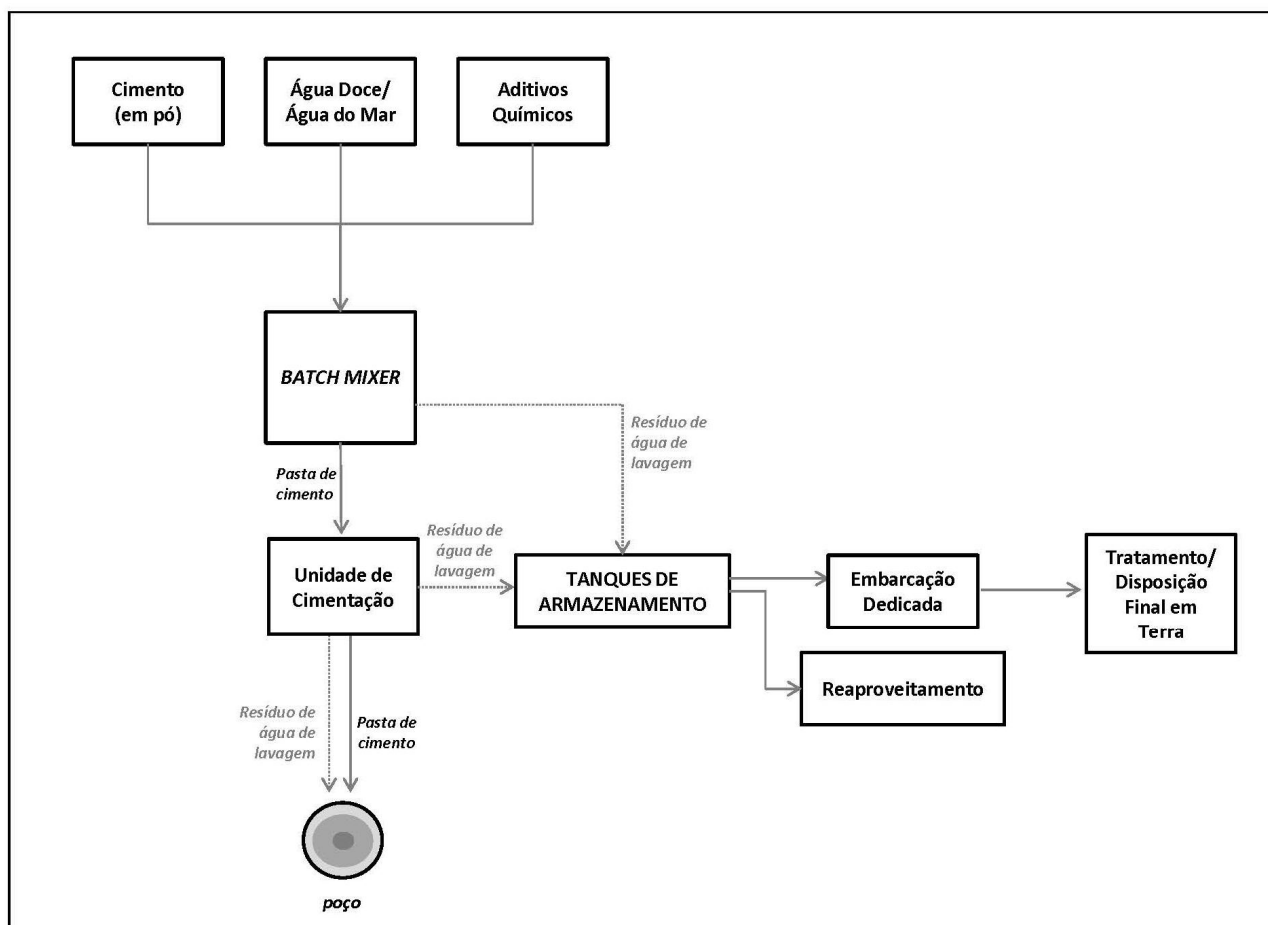 Cimento
(em pó)
Água Doce/
Água do Mar
Aditivos
Químicos
BATCH MIXER
Resíduo de
água de
lavagem
Pasta de
cimento
Resíduo de
água de
lavagem
Unidade de
Cimentação
TANQUES DE
ARMAZENAMENTO
Embarcação
Dedicada
Tratamento/
Disposição
Final em
Terra
Reaproveitamento
Resíduo de
água de
lavagem
Pasta de
cimento
poço